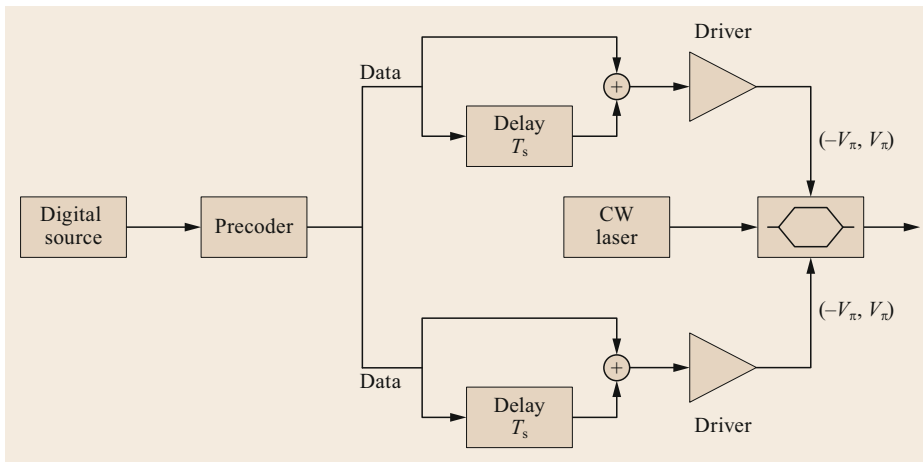 Driver
Data
+
Delay
Tₛ
(−Vπ, Vπ)
Digital
source
Precoder
CW
laser
(−Vπ, Vπ)
Data
+
Delay
Tₛ
Driver